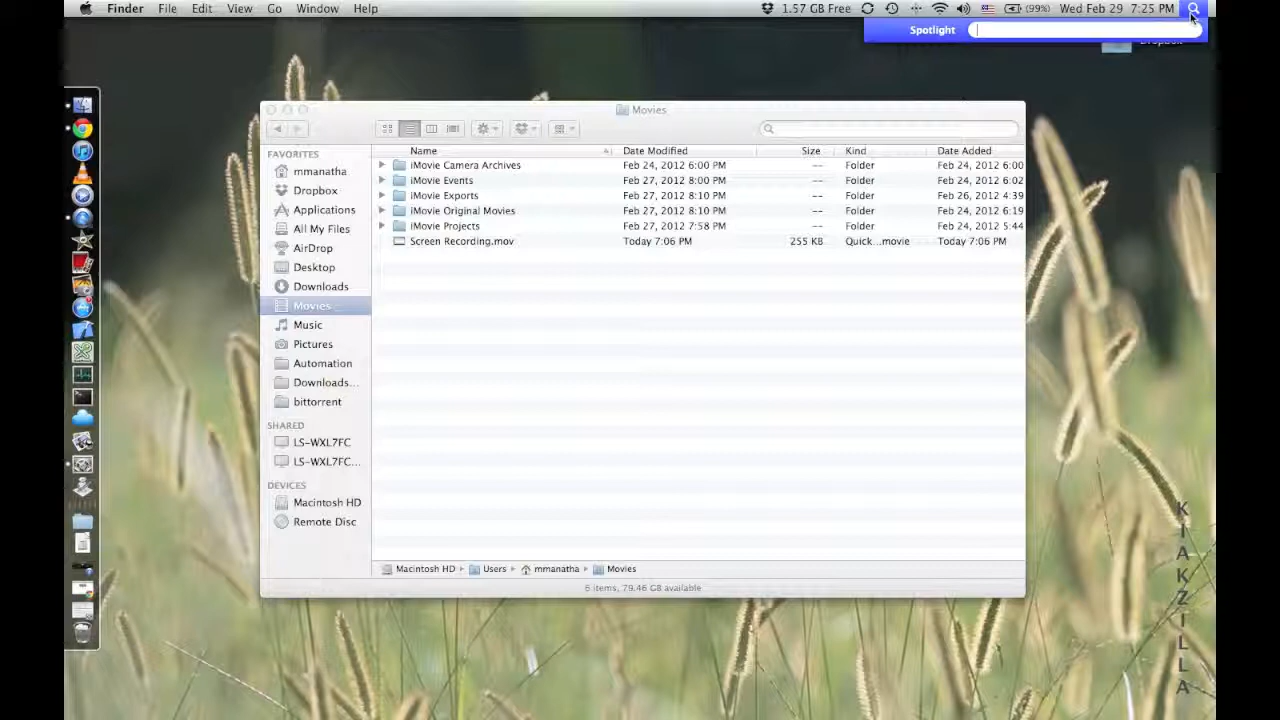 Finder File Edit View Go Window Help 1.57 GB Free (99%) Wed Feb 29 7:25 PM
Spotlight
Dropbox
Movies
Name Date Modified Size Kind Date Added
iMovie Camera Archives Feb 24, 2012 6:00 PM -- Folder Feb 24, 2012 6:00
iMovie Events Feb 27, 2012 8:00 PM -- Folder Feb 24, 2012 6:02
iMovie Exports Feb 27, 2012 8:10 PM -- Folder Feb 26, 2012 4:39
iMovie Original Movies Feb 27, 2012 8:10 PM -- Folder Feb 24, 2012 6:19
iMovie Projects Feb 27, 2012 7:58 PM -- Folder Feb 24, 2012 5:44
Screen Recording.mov Today 7:06 PM 255 KB Quick...movie Today 7:06 PM
FAVORITES
mmanatha
Dropbox
Applications
All My Files
AirDrop
Desktop
Downloads
Movies
Music
Pictures
Automation
Downloads...
bittorrent
SHARED
LS-WXL7FC
LS-WXL7FC...
DEVICES
Macintosh HD
Remote Disc
Macintosh HD Users mmanatha Movies
6 items, 79.46 GB available
KIAKZILLA